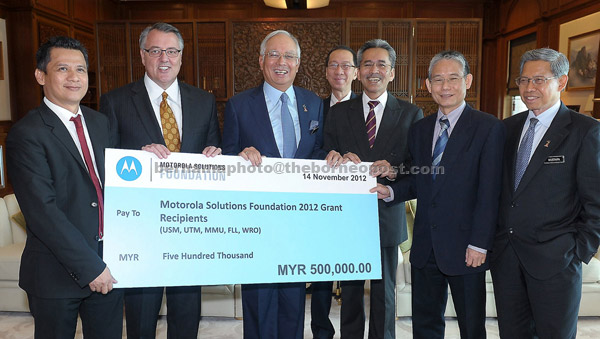 MOTOROLA SOLUTIONS
FOUNDATION
14 November 2012
bernamaphoto@theborneopost.com
Pay To
Motorola Solutions Foundation 2012 Grant
Recipients
(USM, UTM, MMU, FLL, WRO)
MYR
Five Hundred Thousand
MYR 500,000.00